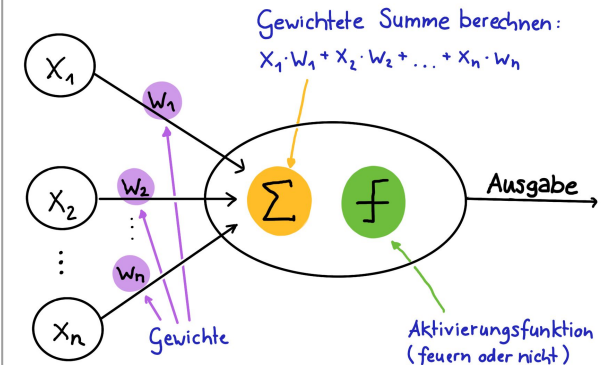 Gewichtete Summe berechnen:
X₁·W₁ + X₂·W₂ + ... + Xn·Wn
X₁
W₁
X₂
W₂
⋮
Wn
⋮
Xn
Σ
Ausgabe
Gewichte
Aktivierungsfunktion
(feuern oder nicht)